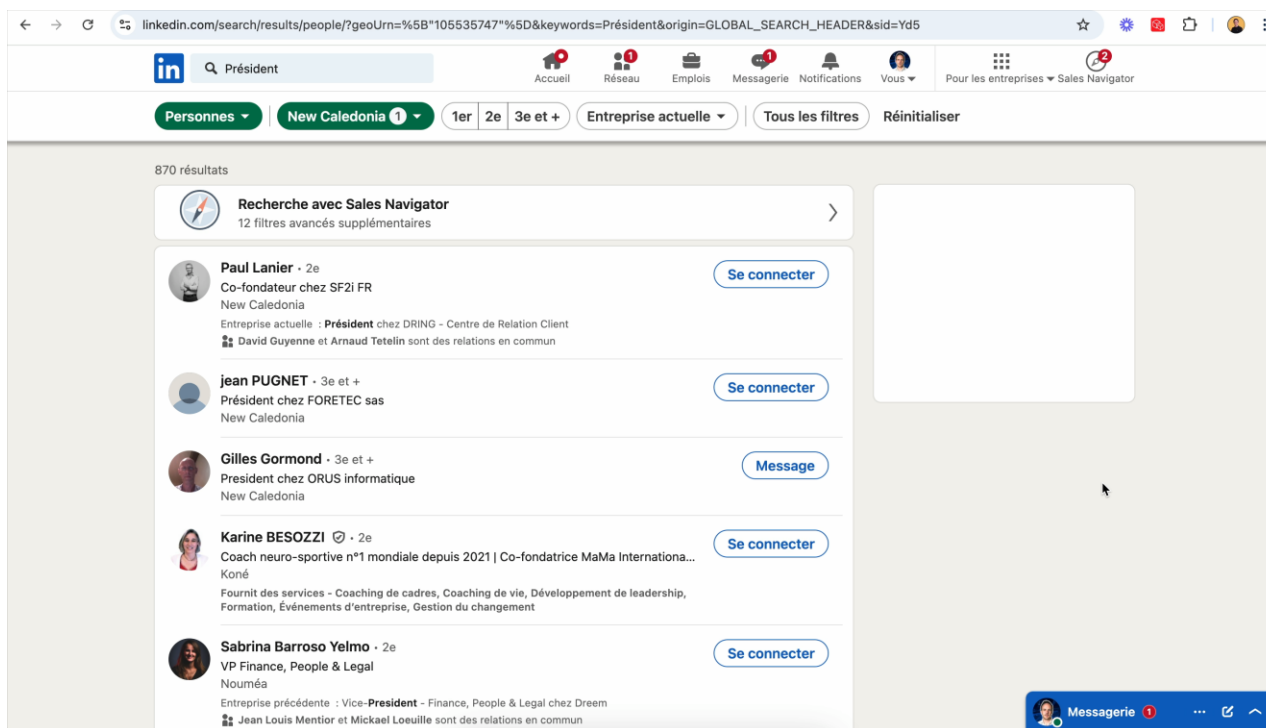 linkedin.com/search/results/people/?geoUrn=%5B"105535747"%5D&keywords=Président&origin=GLOBAL_SEARCH_HEADER&sid=Yd5
in
Président
Accueil
1
Réseau
Emplois
1
Messagerie
Notifications
Vous
Pour les entreprises
2
Sales Navigator
Personnes
New Caledonia 1
1er 2e 3e et +
Entreprise actuelle
Tous les filtres
Réinitialiser
870 résultats
Recherche avec Sales Navigator
12 filtres avancés supplémentaires
Paul Lanier • 2e
Se connecter
Co-fondateur chez SF2i FR
New Caledonia
Entreprise actuelle : Président chez DRING - Centre de Relation Client
David Guyenne et Arnaud Tetelin sont des relations en commun
jean PUGNET • 3e et +
Se connecter
Président chez FORETEC sas
New Caledonia
Gilles Gormond • 3e et +
Message
President chez ORUS informatique
New Caledonia
Karine BESOZZI • 2e
Se connecter
Coach neuro-sportive n°1 mondiale depuis 2021 | Co-fondatrice MaMa Internationa...
Koné
Fournit des services - Coaching de cadres, Coaching de vie, Développement de leadership,
Formation, Événements d'entreprise, Gestion du changement
Sabrina Barroso Yelmo • 2e
Se connecter
VP Finance, People & Legal
Nouméa
Entreprise précédente : Vice-President - Finance, People & Legal chez Dreem
Jean Louis Mentior et Mickael Loeuille sont des relations en commun
Messagerie 1